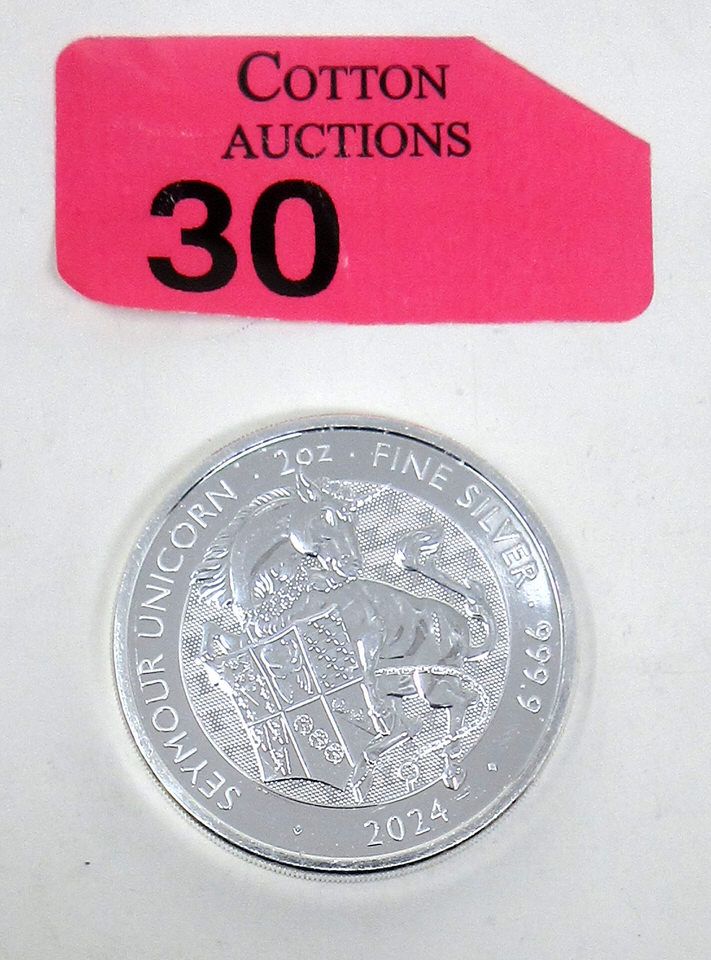 COTTON
AUCTIONS
30
SEYMOUR UNICORN · 2oz · FINE SILVER · 999.9
2024